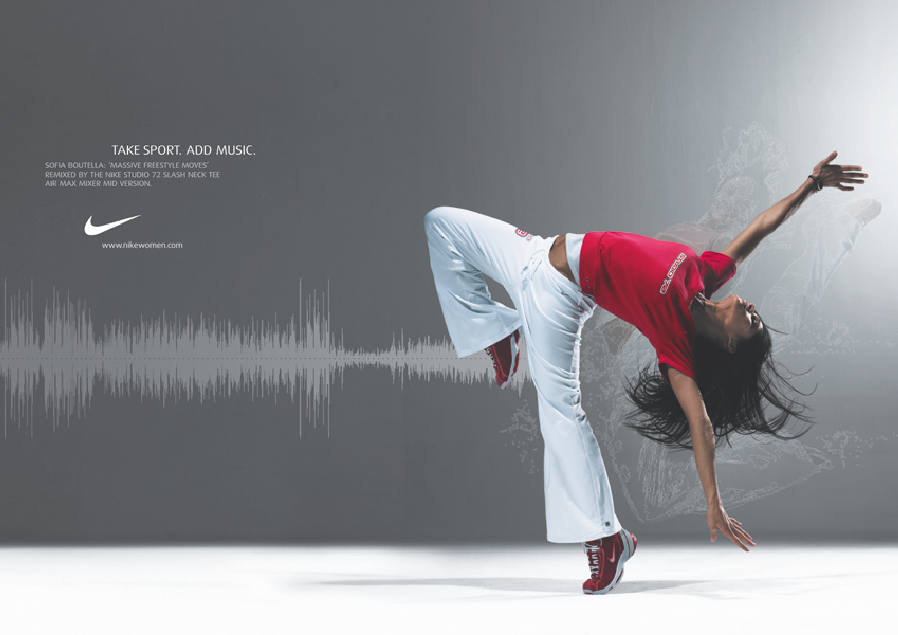 TAKE SPORT. ADD MUSIC.
SOFIA BOUTELLA: "MASSIVE FREESTYLE MOVES"
REMIXED BY THE NIKE STUDIO '72 SLASH NECK TEE
AIR MAX MIXER MID VERSION.
www.nikewomen.com